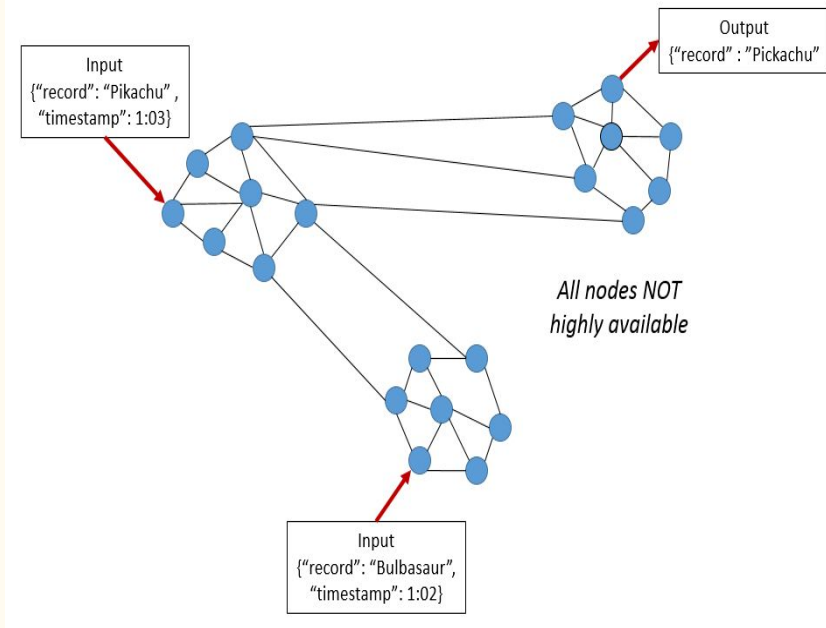 Input
{“record”: “Pikachu” ,
“timestamp”: 1:03}
Output
{“record” : ”Pickachu”
All nodes NOT
highly available
Input
{“record”: “Bulbasaur”,
“timestamp”: 1:02}